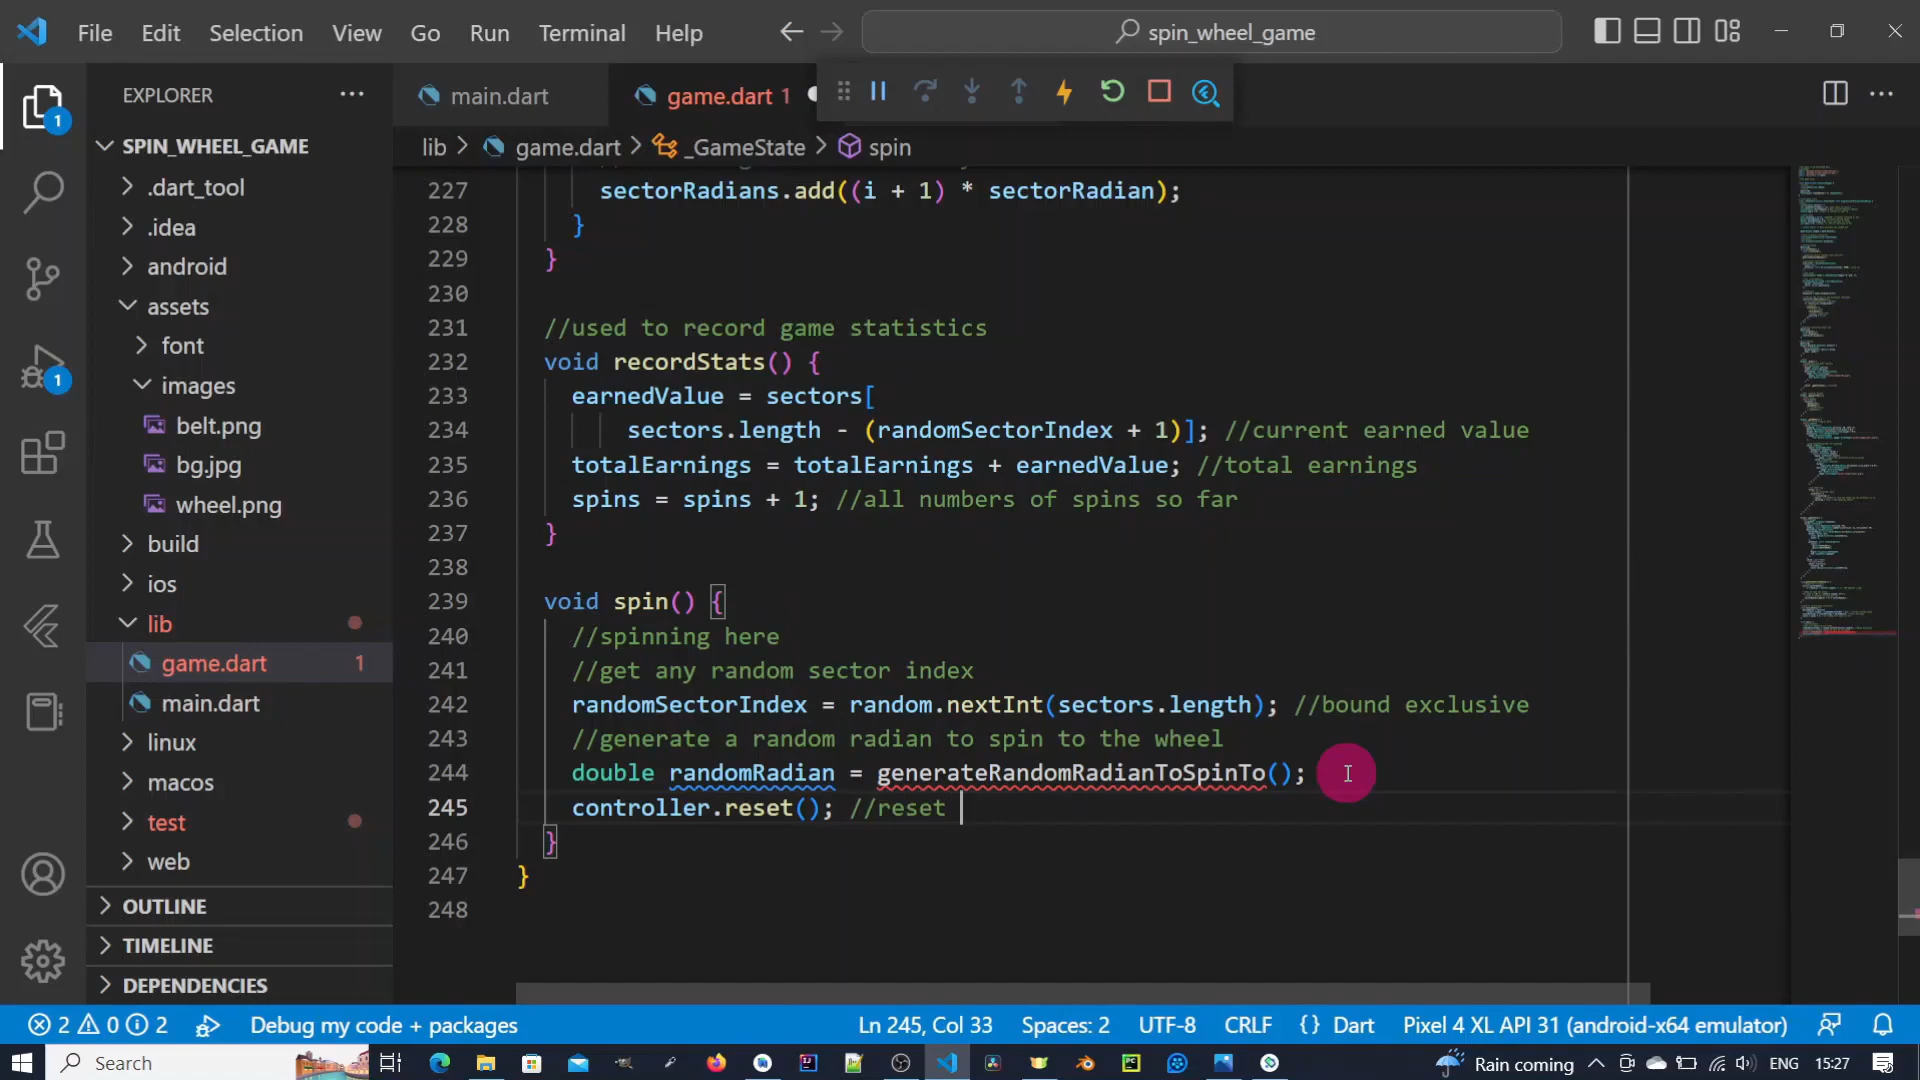 File Edit Selection View Go Run Terminal Help
spin_wheel_game
EXPLORER
main.dart
game.dart 1
SPIN_WHEEL_GAME
lib > game.dart > _GameState > spin
.dart_tool
.idea
android
assets
font
images
belt.png
bg.jpg
wheel.png
build
ios
lib
game.dart 1
main.dart
linux
macos
test
web
OUTLINE
TIMELINE
DEPENDENCIES
1
1
227 sectorRadians.add((i + 1) * sectorRadian);
228 }
229 }
230
231 //used to record game statistics
232 void recordStats() {
233 earnedValue = sectors[
234 sectors.length - (randomSectorIndex + 1)]; //current earned value
235 totalEarnings = totalEarnings + earnedValue; //total earnings
236 spins = spins + 1; //all numbers of spins so far
237 }
238
239 void spin() {
240 //spinning here
241 //get any random sector index
242 randomSectorIndex = random.nextInt(sectors.length); //bound exclusive
243 //generate a random radian to spin to the wheel
244 double randomRadian = generateRandomRadianToSpinTo();
245 controller.reset(); //reset
246 }
247 }
248
2 0 2 Debug my code + packages Ln 245, Col 33 Spaces: 2 UTF-8 CRLF {} Dart Pixel 4 XL API 31 (android-x64 emulator)
Search Rain coming ENG 15:27